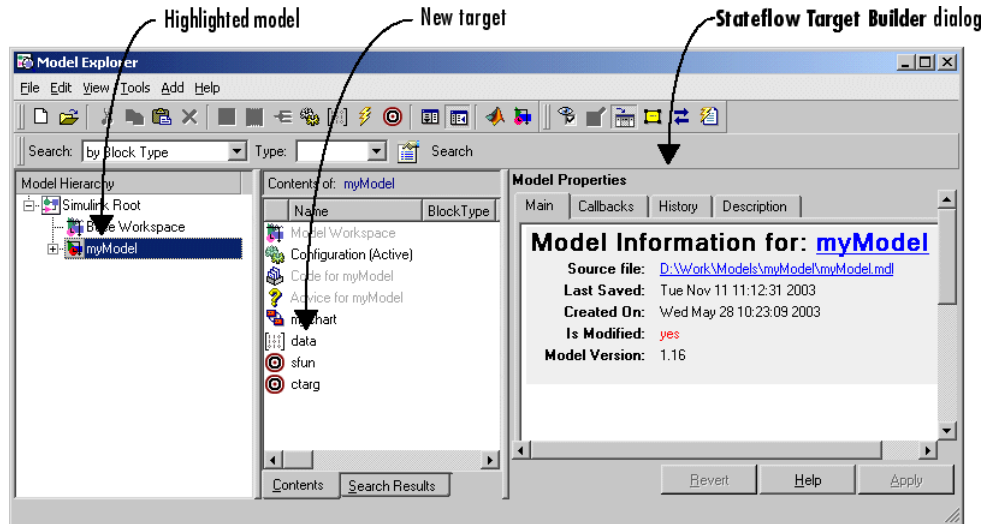 Highlighted model
New target
Stateflow Target Builder dialog
Model Explorer
File Edit View Tools Add Help
Search: by Block Type Type: Search
Model Hierarchy
Simulink Root
Base Workspace
myModel
Contents of: myModel
Name BlockType
Model Workspace
Configuration (Active)
Code for myModel
Advice for myModel
data
sfun
ctarg
Contents Search Results
Model Properties
Main Callbacks History Description
Model Information for: myModel
Source file: D:\Work\Models\myModel\myModel.mdl
Last Saved: Tue Nov 11 11:12:31 2003
Created On: Wed May 28 10:23:09 2003
Is Modified: yes
Model Version: 1.16
Revert Help Apply